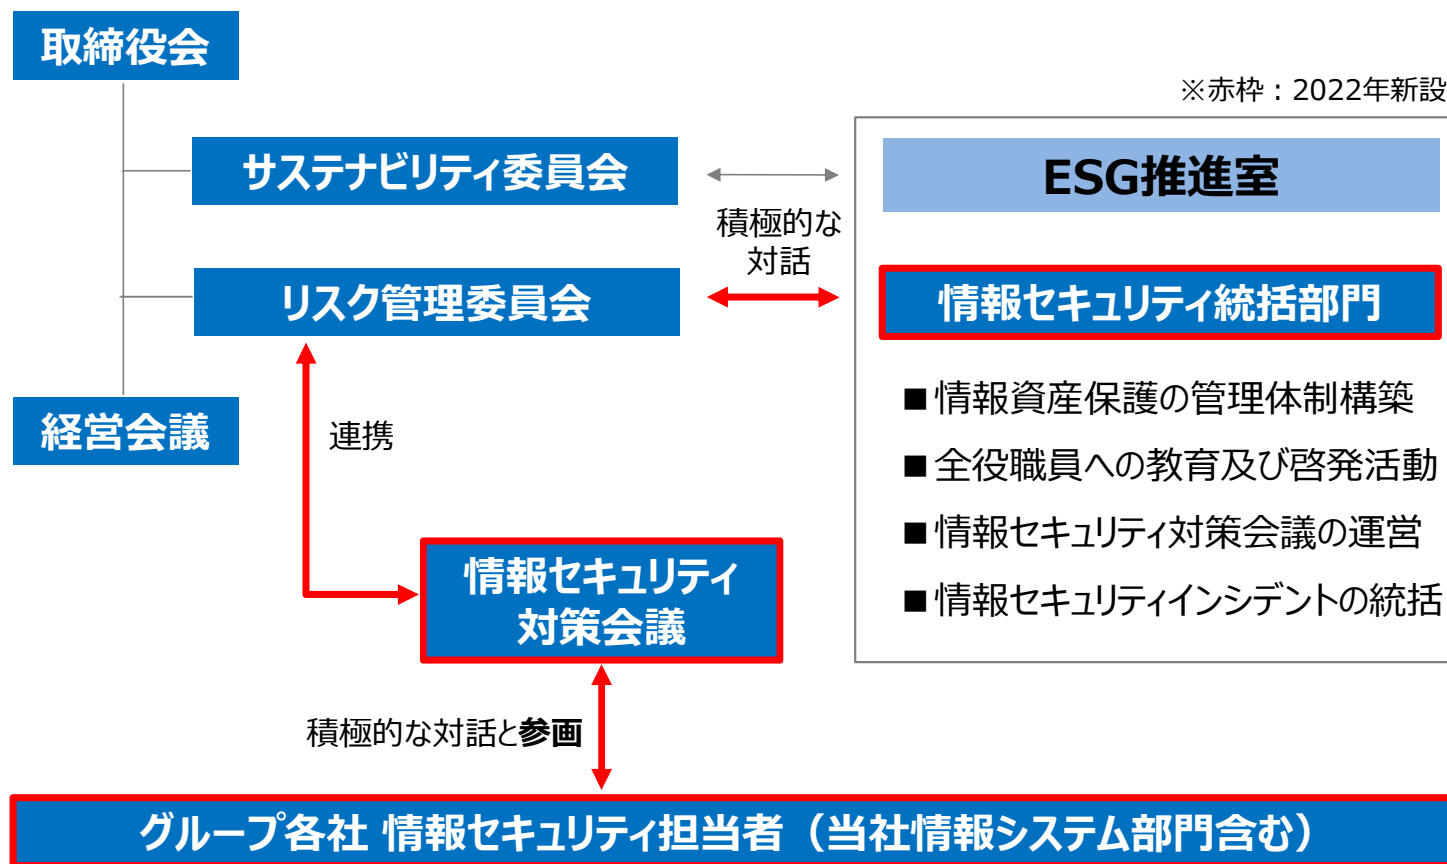 取締役会
※赤枠：2022年新設
サステナビリティ委員会
ESG推進室
積極的な
対話
リスク管理委員会
情報セキュリティ統括部門
■情報資産保護の管理体制構築
経営会議
連携
■全役職員への教育及び啓発活動
■情報セキュリティ対策会議の運営
情報セキュリティ
対策会議
■情報セキュリティインシデントの統括
積極的な対話と参画
グループ各社 情報セキュリティ担当者（当社情報システム部門含む）